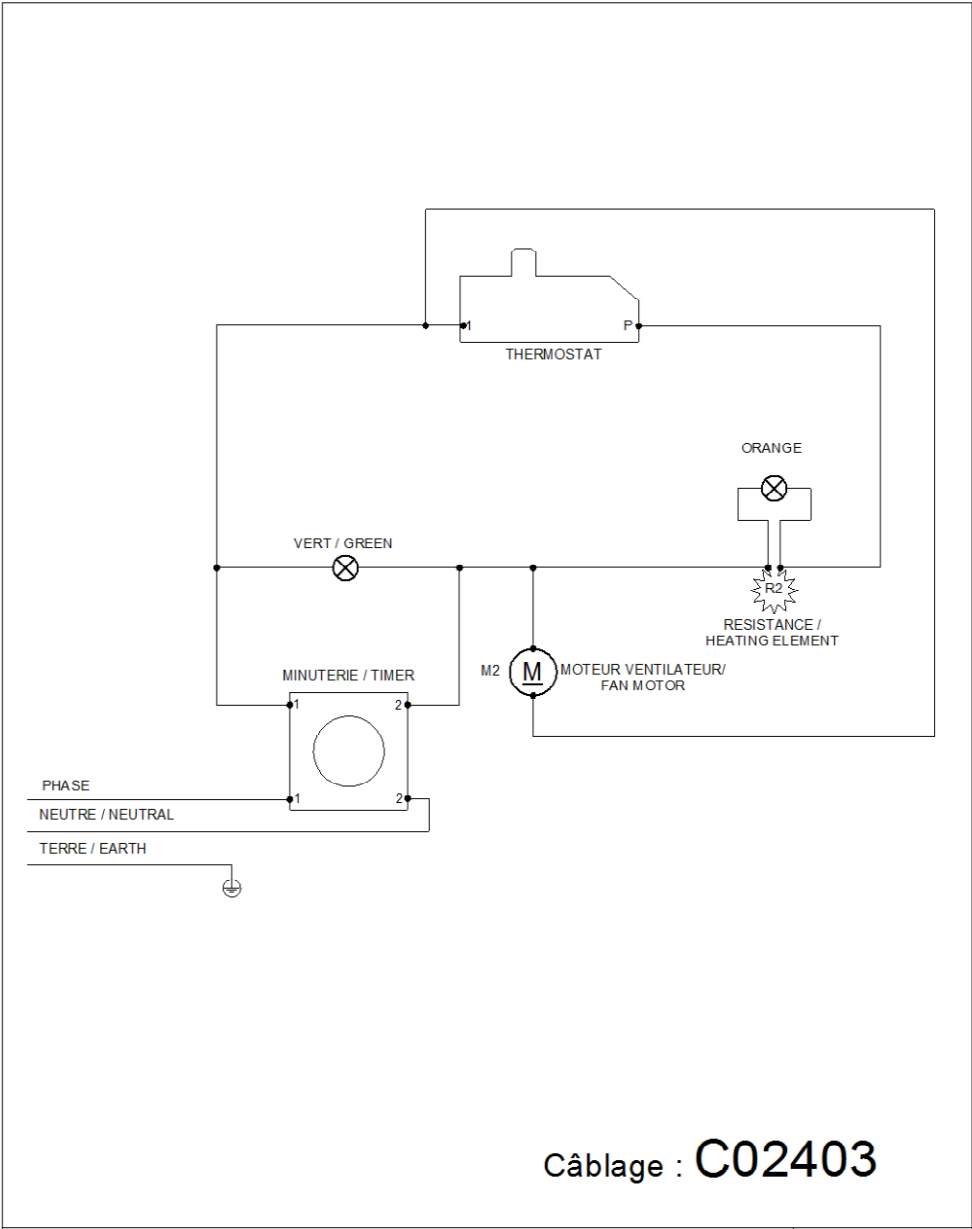 1
P
THERMOSTAT
ORANGE
VERT / GREEN
R2
RESISTANCE /
HEATING ELEMENT
M2
M
MOTEUR VENTILATEUR/
FAN MOTOR
MINUTERIE / TIMER
1
2
PHASE
1
2
NEUTRE / NEUTRAL
TERRE / EARTH
Câblage : C02403